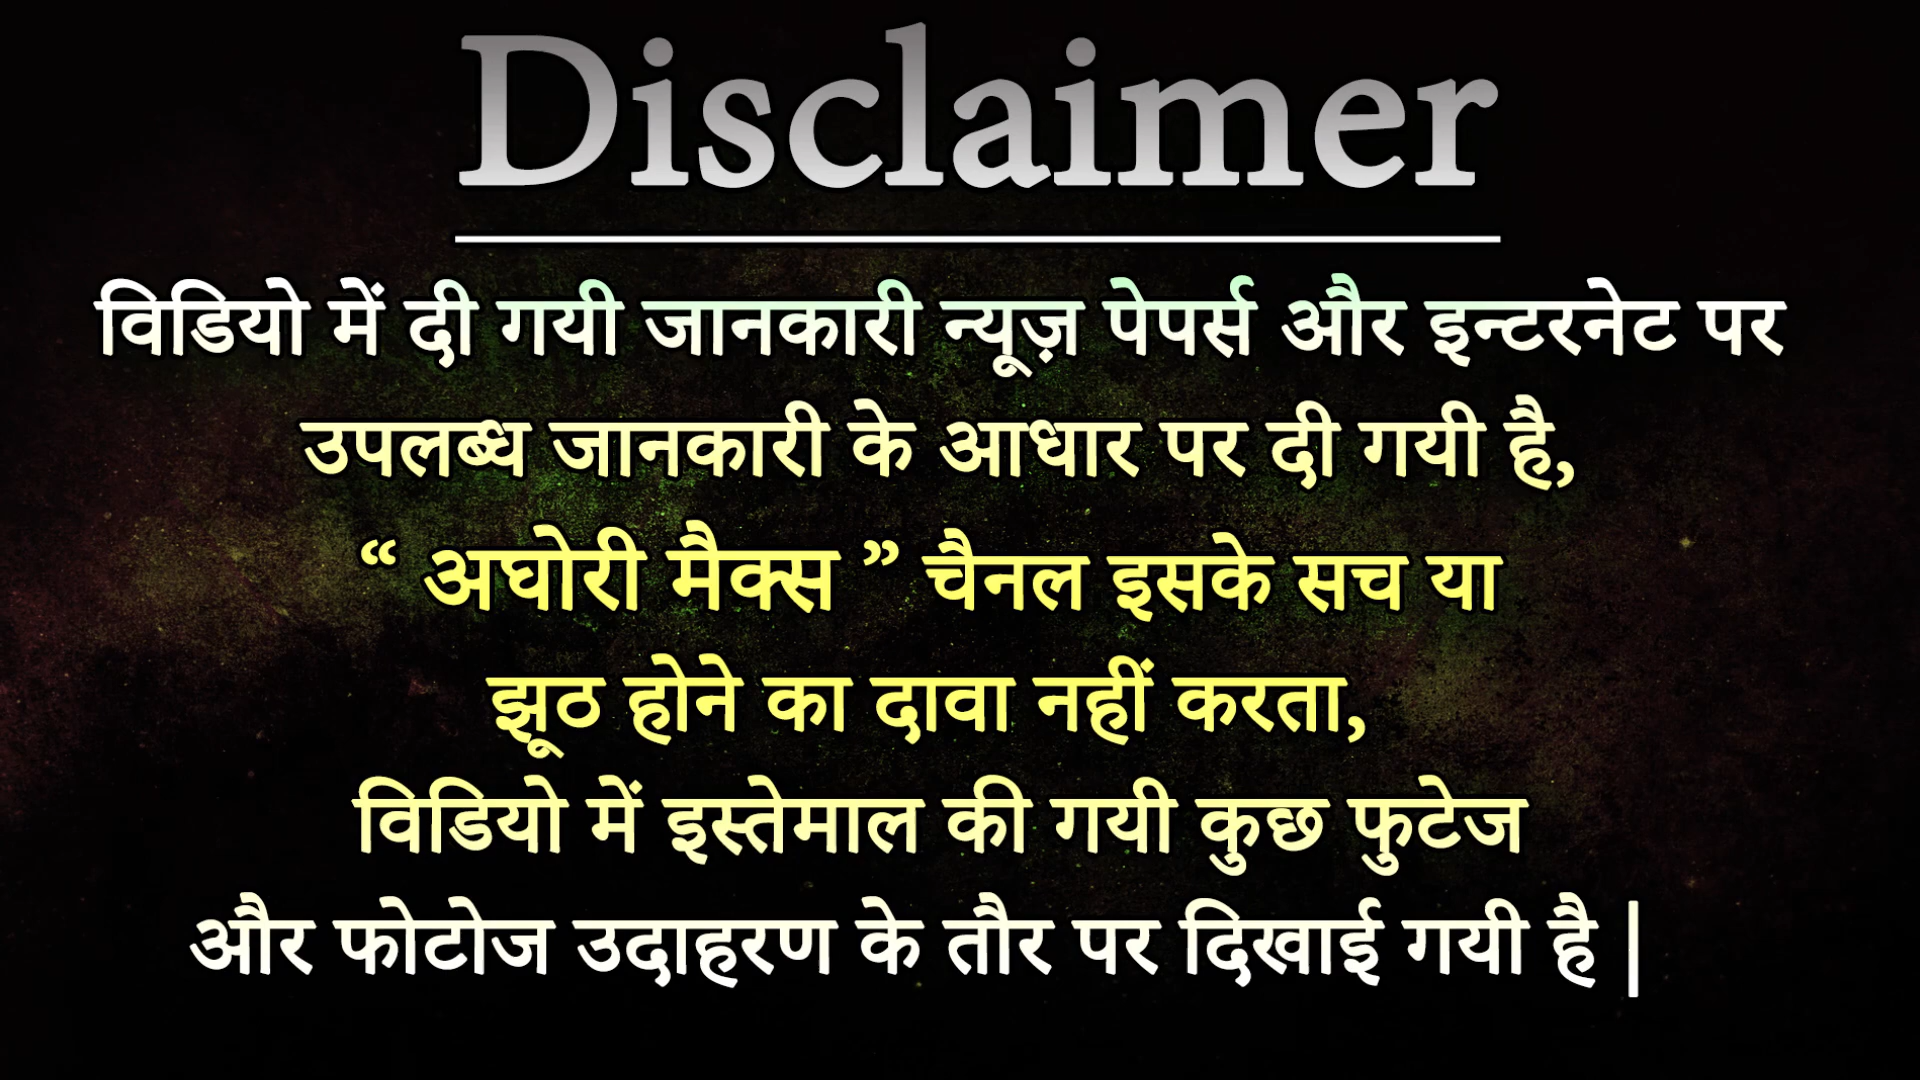 Disclaimer
विडियो में दी गयी जानकारी न्यूज़ पेपर्स और इन्टरनेट पर
उपलब्ध जानकारी के आधार पर दी गयी है,
“ अघोरी मैक्स ” चैनल इसके सच या
झूठ होने का दावा नहीं करता,
विडियो में इस्तेमाल की गयी कुछ फुटेज
और फोटोज उदाहरण के तौर पर दिखाई गयी है |